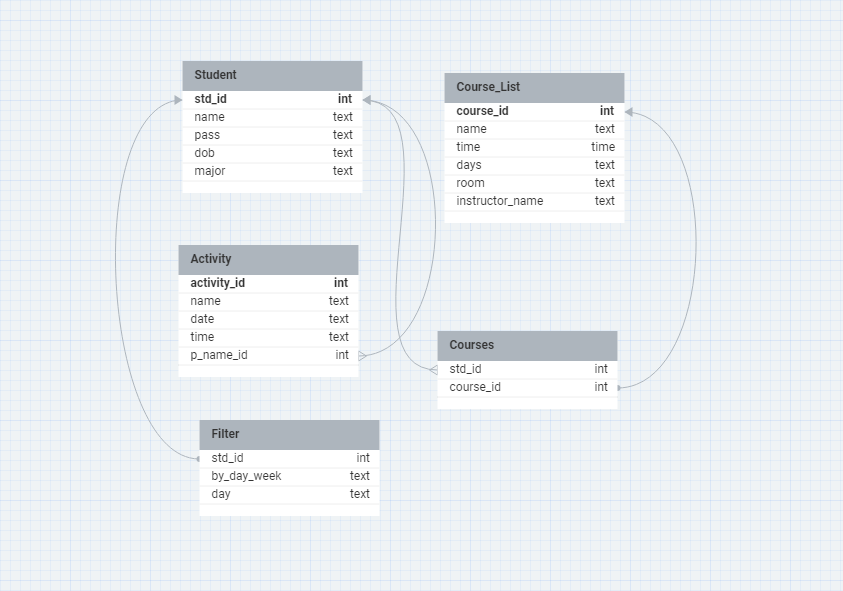 Student
std_id int
name text
pass text
dob text
major text
Course_List
course_id int
name text
time time
days text
room text
instructor_name text
Activity
activity_id int
name text
date text
time text
p_name_id int
Courses
std_id int
course_id int
Filter
std_id int
by_day_week text
day text